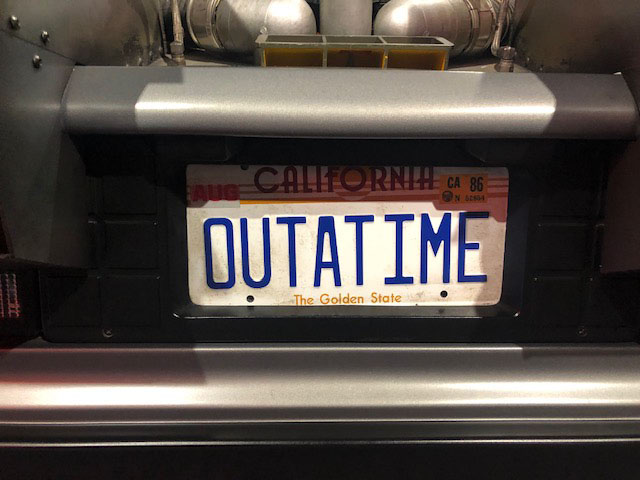 CALIFORNIA
AUG
CA 86
OUTATIME
The Golden State